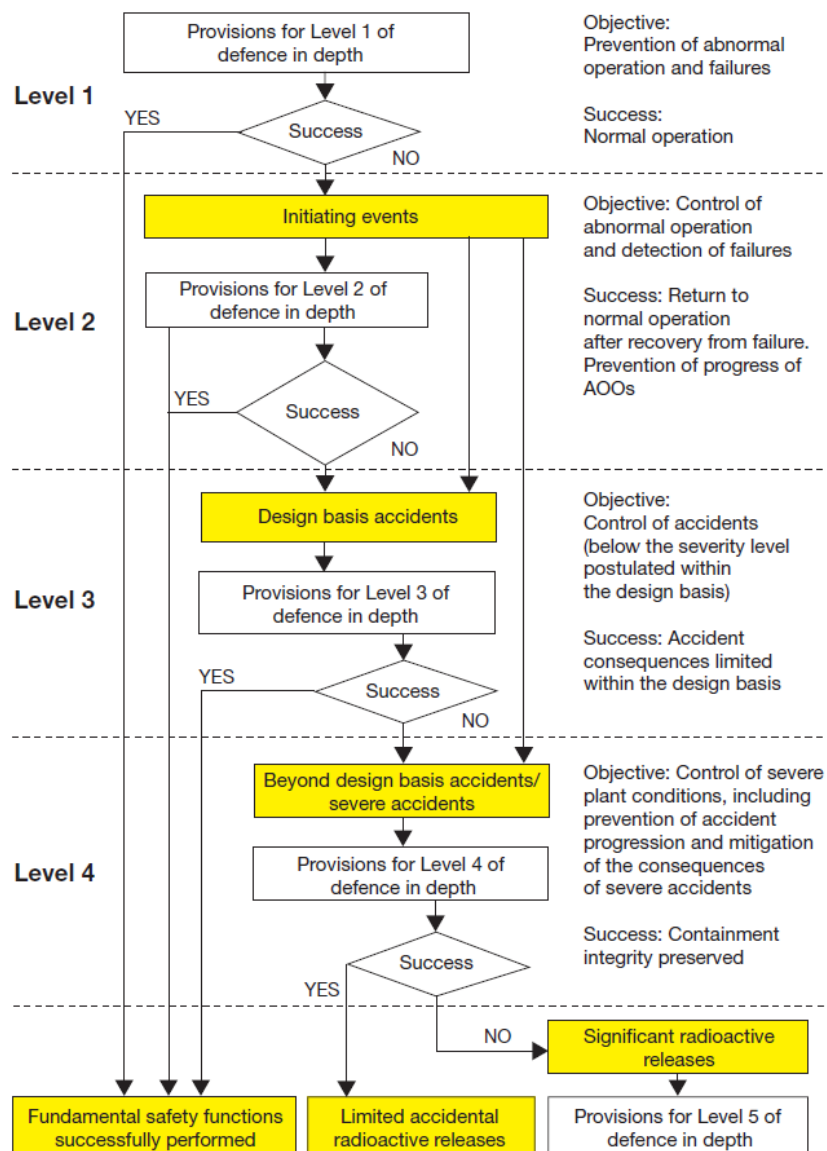 Provisions for Level 1 of
defence in depth
Objective:
Prevention of abnormal
operation and failures
Level 1
YES
Success
NO
Success:
Normal operation
Initiating events
Objective: Control of
abnormal operation
and detection of failures
Provisions for Level 2 of
defence in depth
Level 2
Success: Return to
normal operation
after recovery from failure.
Prevention of progress of
AOOs
YES
Success
NO
Design basis accidents
Objective:
Control of accidents
(below the severity level
postulated within
the design basis)
Provisions for Level 3 of
defence in depth
Level 3
Success: Accident
consequences limited
within the design basis
YES
Success
NO
Beyond design basis accidents/
severe accidents
Objective: Control of severe
plant conditions, including
prevention of accident
progression and mitigation
of the consequences
of severe accidents
Provisions for Level 4 of
defence in depth
Level 4
Success: Containment
integrity preserved
Success
YES
NO
Significant radioactive
releases
Fundamental safety functions
successfully performed
Limited accidental
radioactive releases
Provisions for Level 5 of
defence in depth